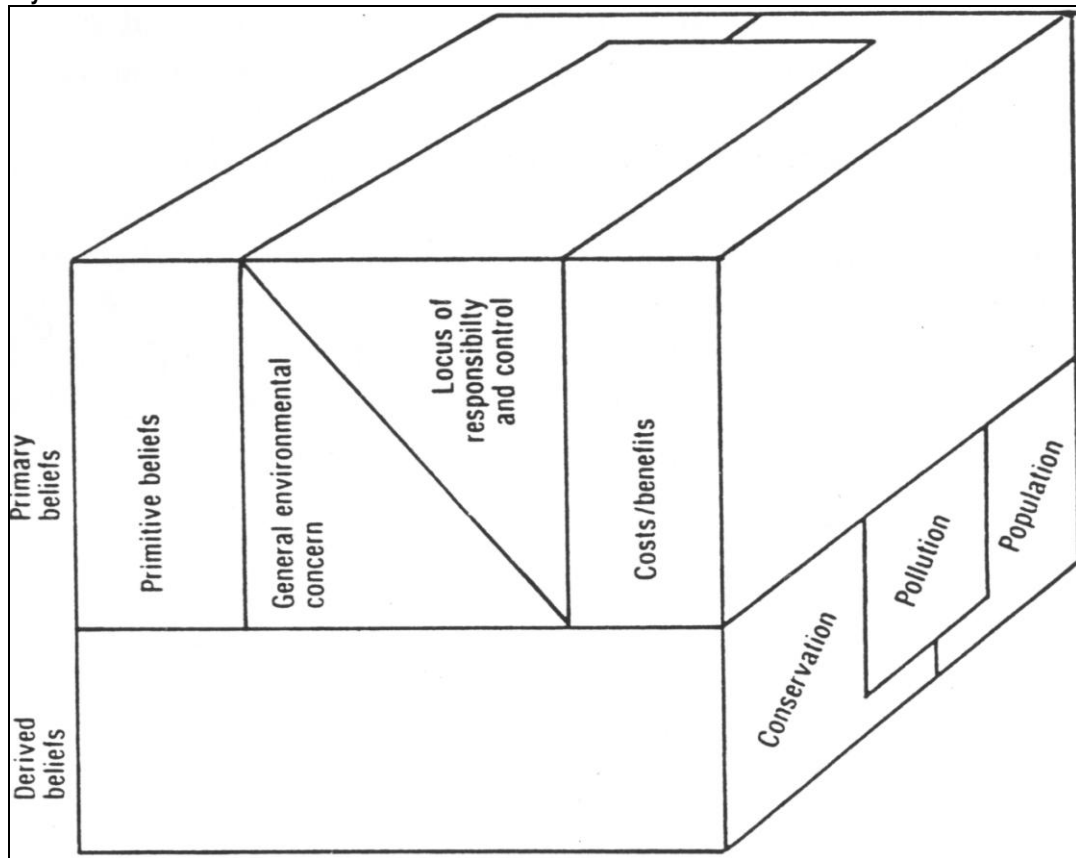 Primary
beliefs
Derived
beliefs
Primitive beliefs
General environmental
concern
Locus of
responsibilty
and control
Costs/benefits
Conservation
Pollution
Population